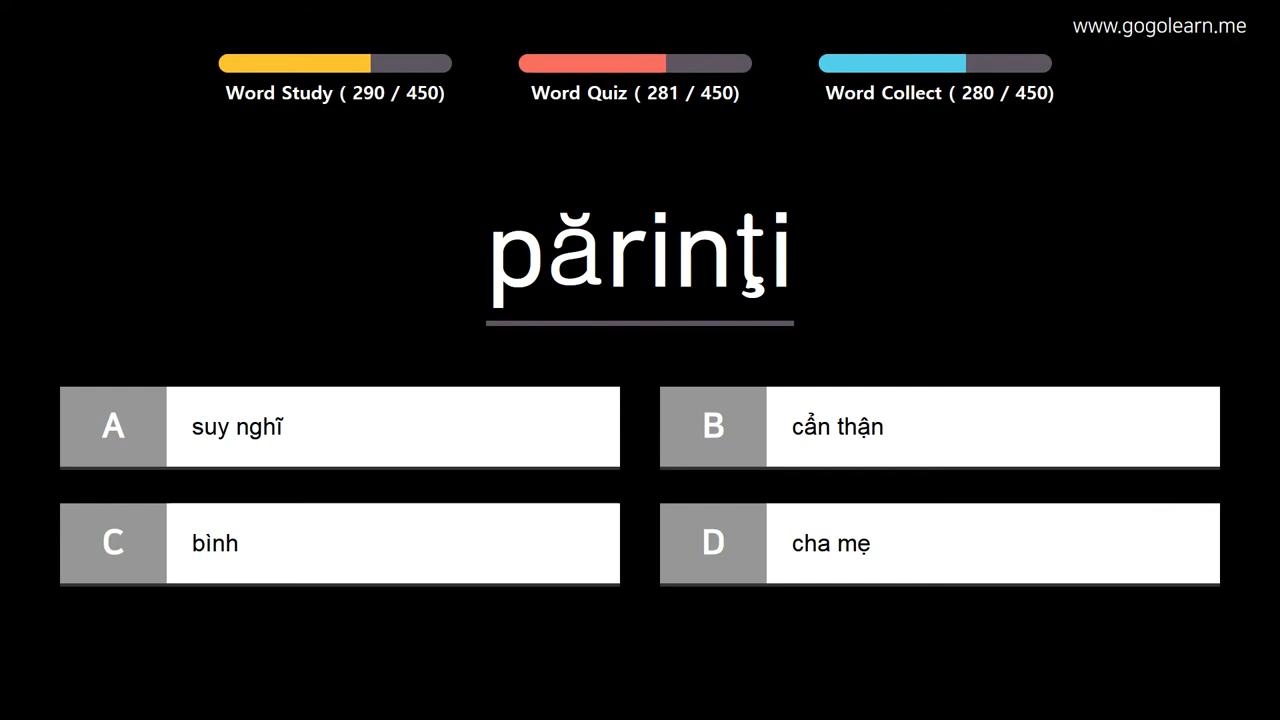 www.gogolearn.me
Word Study ( 290 / 450)
Word Quiz ( 281 / 450)
Word Collect ( 280 / 450)
părinţi
A suy nghĩ
B cẩn thận
C bình
D cha mẹ